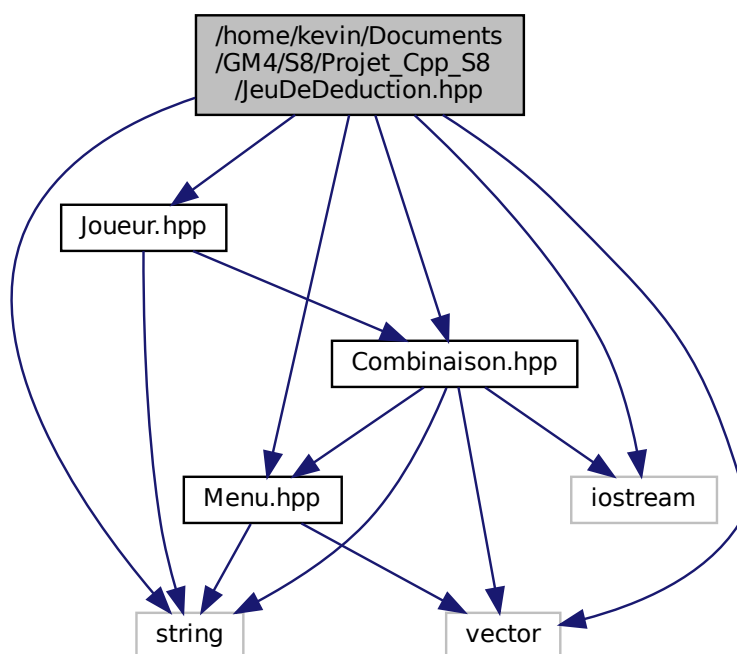 /home/kevin/Documents
/GM4/S8/Projet_Cpp_S8
/JeuDeDeduction.hpp
Joueur.hpp
Combinaison.hpp
Menu.hpp
iostream
string
vector